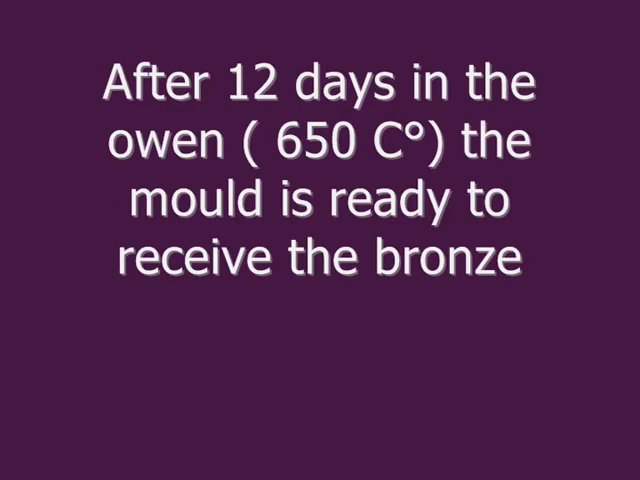 After 12 days in the
owen ( 650 C°) the
mould is ready to
receive the bronze